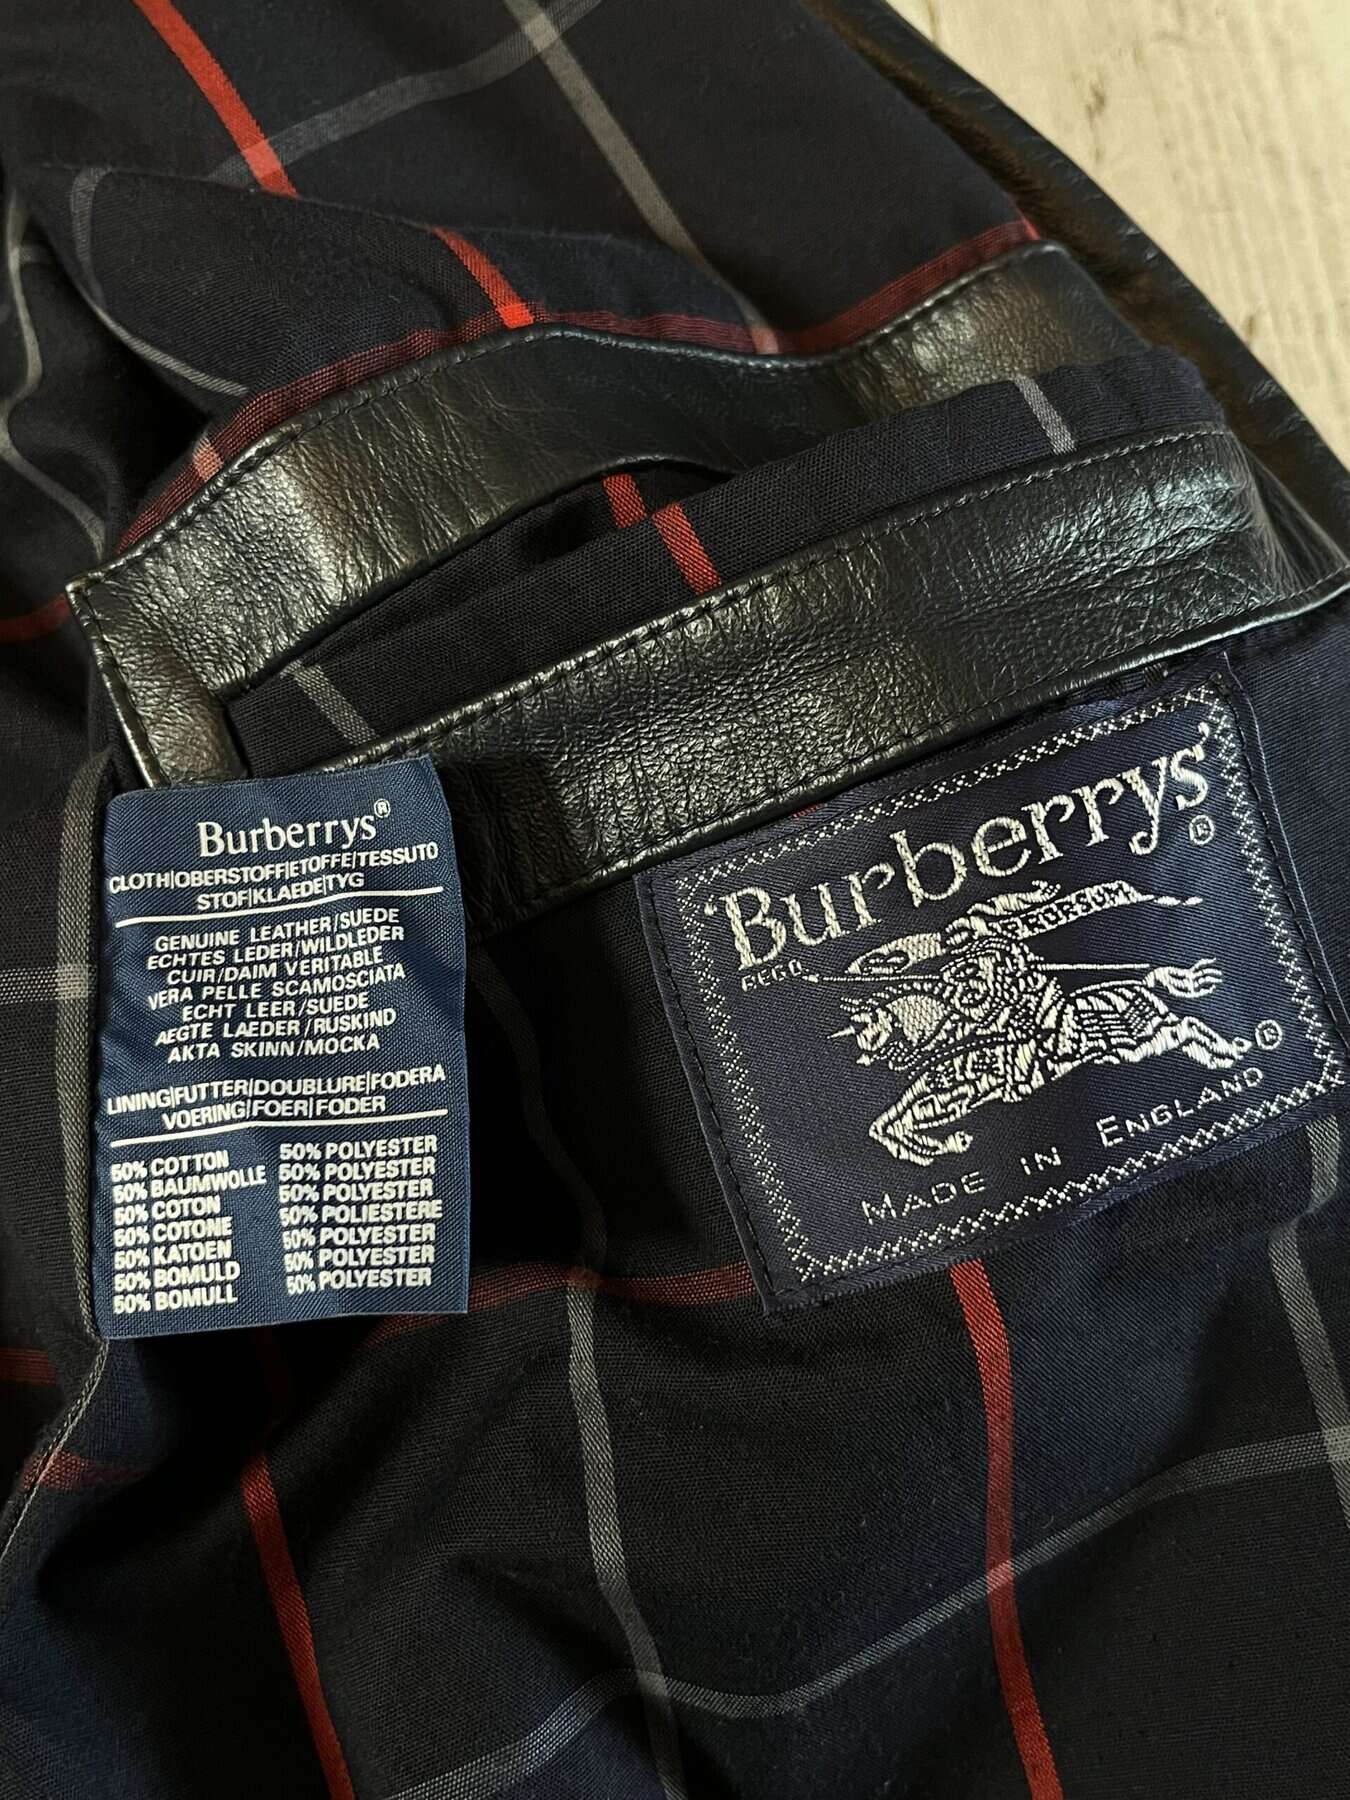 Burberrys®
CLOTH|OBERSTOFF|ETOFFE|TESSUTO
STOF|KLAEDE|TYG
GENUINE LEATHER/SUEDE
ECHTES LEDER/WILDLEDER
CUIR/DAIM VERITABLE
VERA PELLE SCAMOSCIATA
ECHT LEER/SUEDE
AEGTE LAEDER/RUSKIND
AKTA SKINN/MOCKA
LINING|FUTTER|DOUBLURE|FODERA
VOERING|FOER|FODER
50% COTTON 50% POLYESTER
50% BAUMWOLLE 50% POLYESTER
50% COTON 50% POLYESTER
50% COTONE 50% POLIESTERE
50% KATOEN 50% POLYESTER
50% BOMULD 50% POLYESTER
50% BOMULL 50% POLYESTER
'Burberrys'®
REGD
®
MADE IN ENGLAND